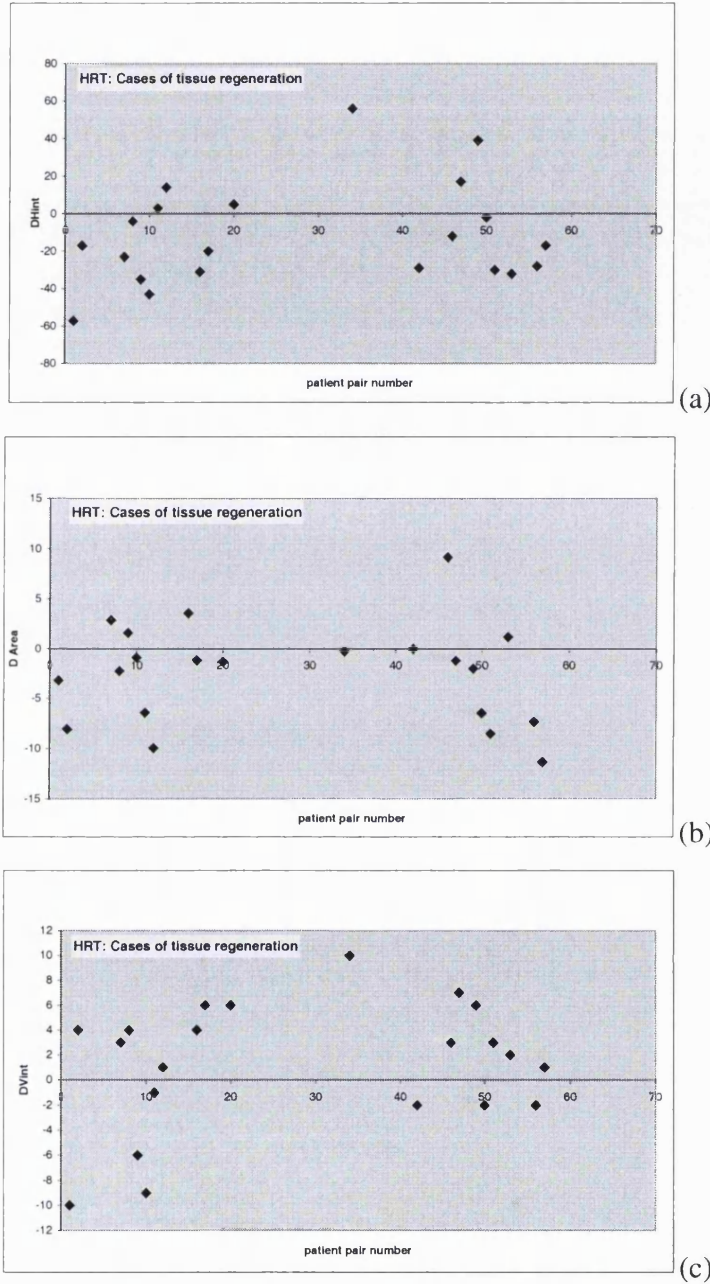 HRT: Cases of tissue regeneration
80
60
40
20
0
-20
-40
-60
-80
DHint
0 10 20 30 40 50 60 70
patient pair number
(a)
HRT: Cases of tissue regeneration
15
10
5
0
-5
-10
-15
D Area
0 10 20 30 40 50 60 70
patient pair number
(b)
HRT: Cases of tissue regeneration
12
10
8
6
4
2
0
-2
-4
-6
-8
-10
-12
DVint
0 10 20 30 40 50 60 70
patient pair number
(c)